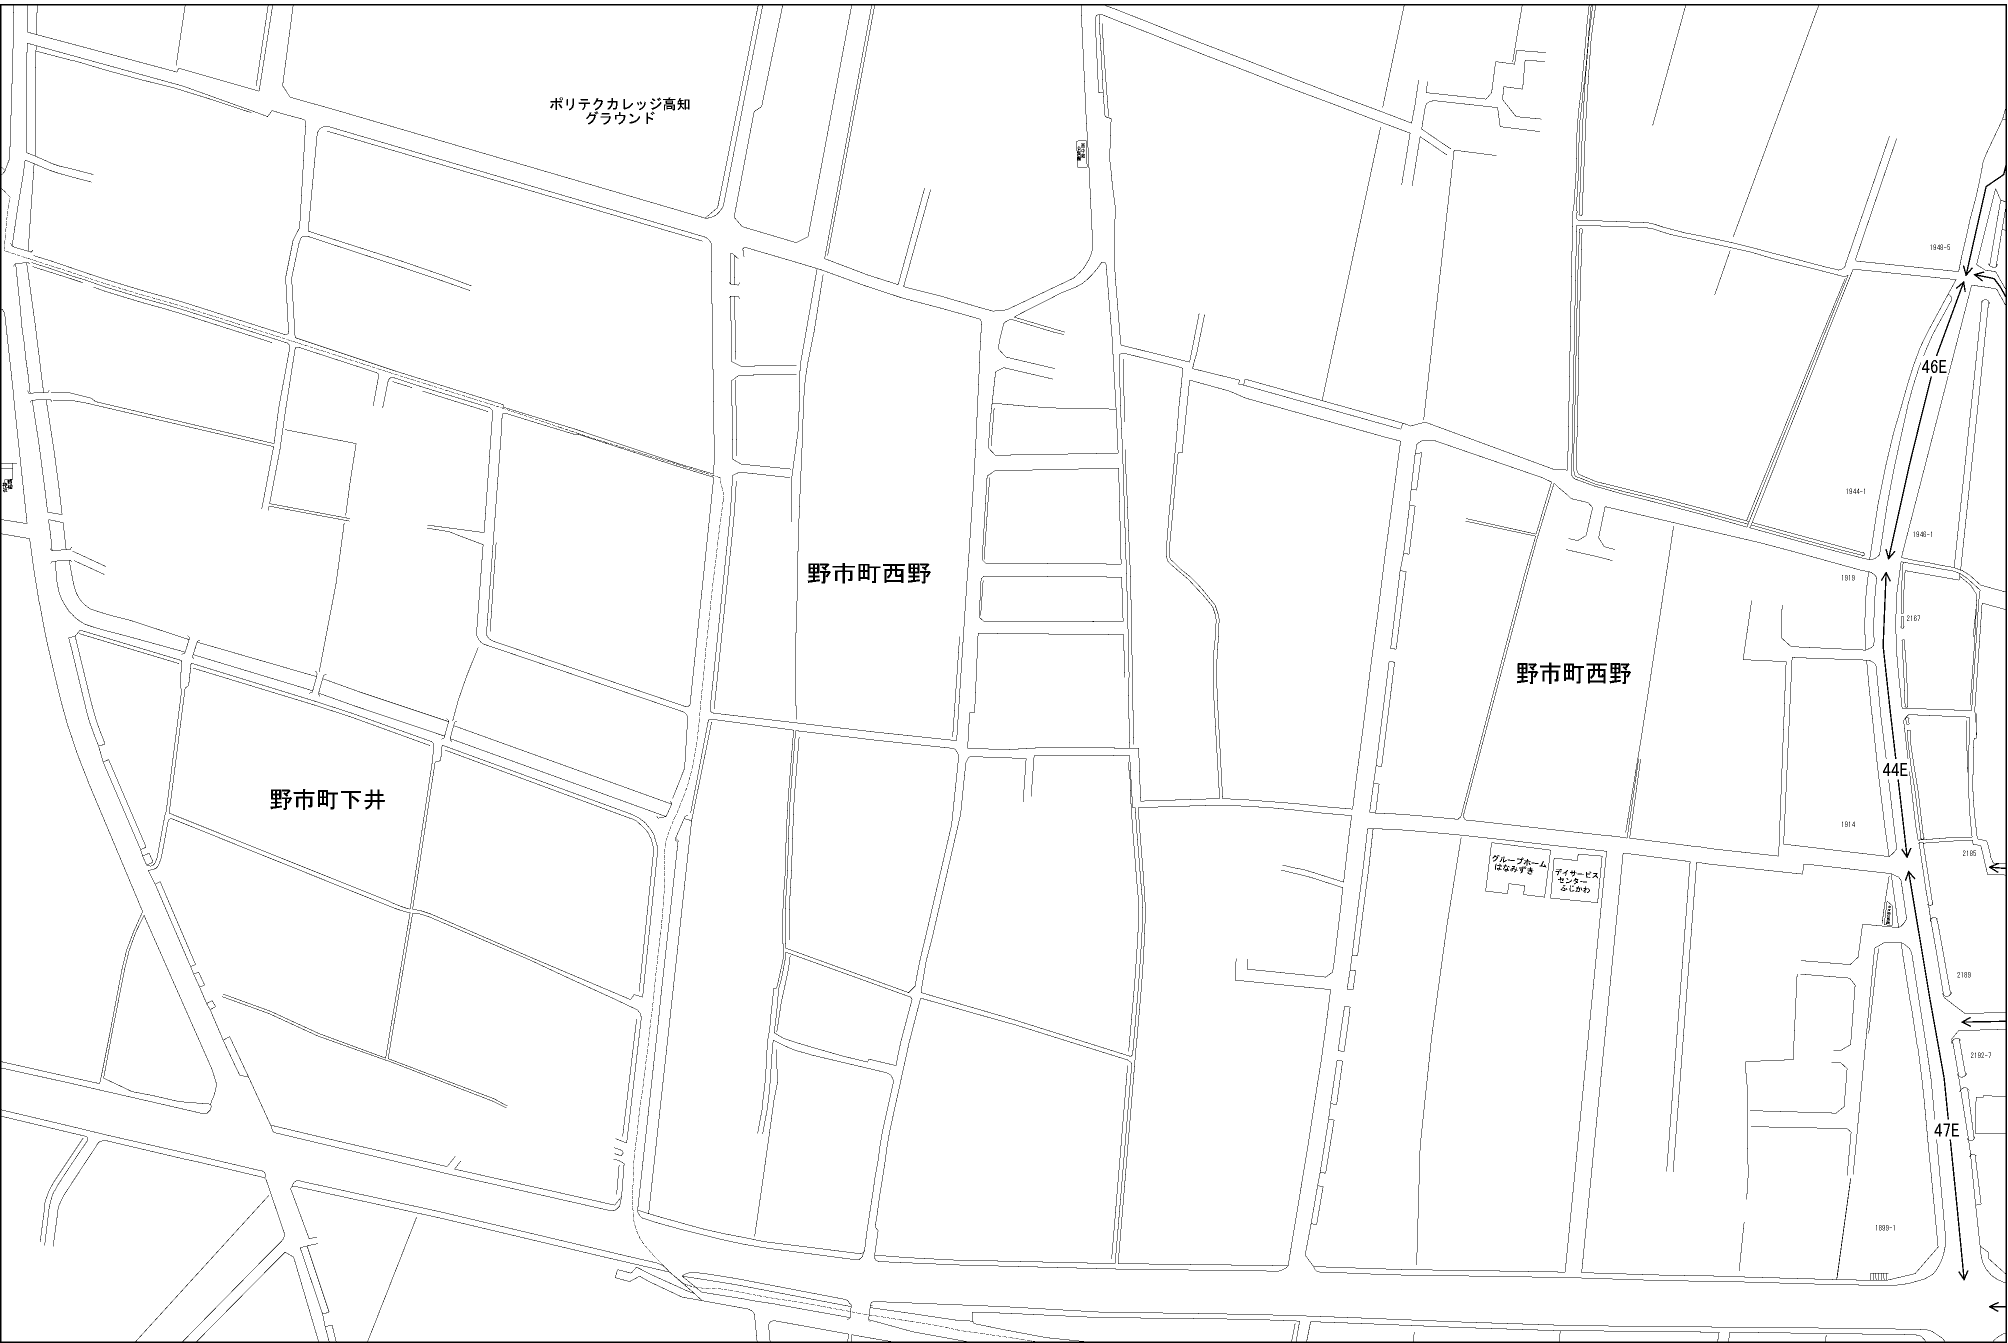 ポリテクカレッジ高知
グラウンド
1948-5
46E
1944-1
1946-1
野市町西野
1919
2167
野市町西野
44E
野市町下井
1914
2185
グループホーム
はなみずき
デイサービス
センター
ふじかわ
2189
2192-7
47E
1899-1